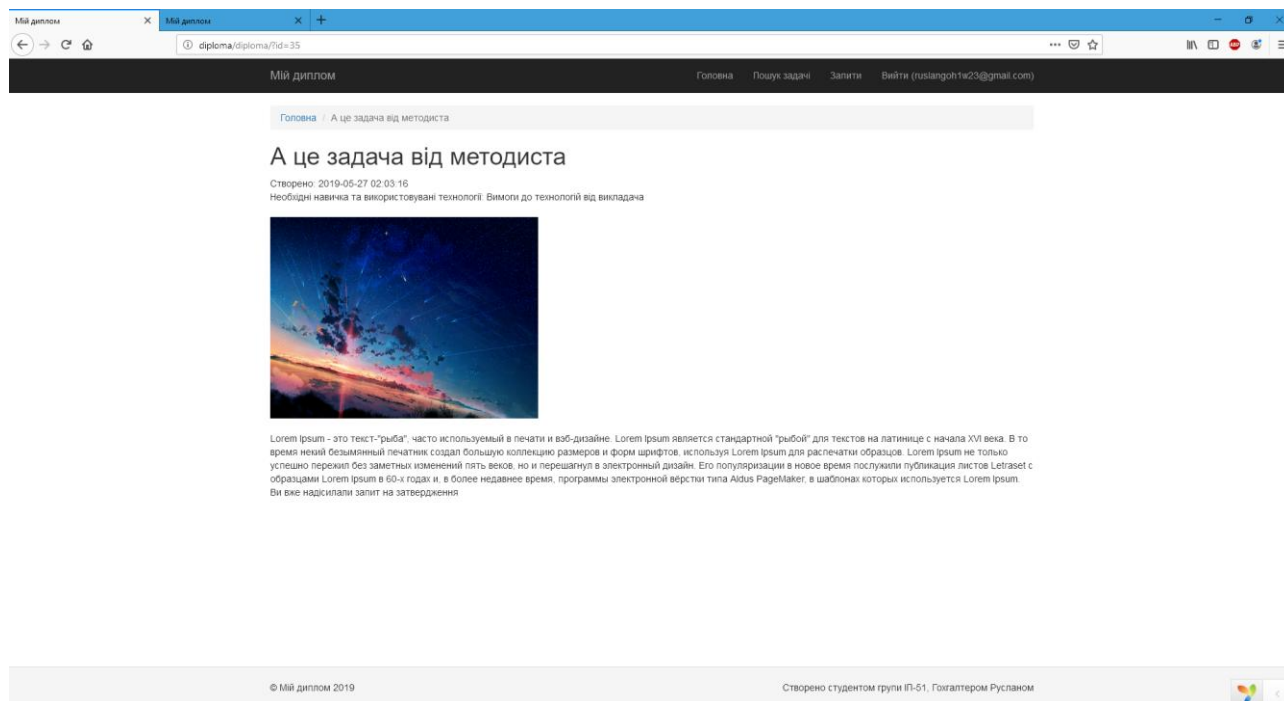 Мій диплом
Мій диплом
diploma/diploma/?id=35
Мій диплом
Головна Пошук задачі Запити Вийти (ruslangoh1w23@gmail.com)
Головна / А це задача від методиста
А це задача від методиста
Створено: 2019-05-27 02:03:16
Необхідні навичка та використовувані технології: Вимоги до технологій від викладача
Lorem Ipsum - это текст-"рыба", часто используемый в печати и вэб-дизайне. Lorem Ipsum является стандартной "рыбой" для текстов на латинице с начала XVI века. В то
время некий безымянный печатник создал большую коллекцию размеров и форм шрифтов, используя Lorem Ipsum для распечатки образцов. Lorem Ipsum не только
успешно пережил без заметных изменений пять веков, но и перешагнул в электронный дизайн. Его популяризации в новое время послужили публикация листов Letraset с
образцами Lorem Ipsum в 60-х годах и, в более недавнее время, программы электронной вёрстки типа Aldus PageMaker, в шаблонах которых используется Lorem Ipsum.
Ви вже надісилали запит на затвердження
© Мій диплом 2019
Створено студентом групи ІП-51, Гохгалтером Русланом